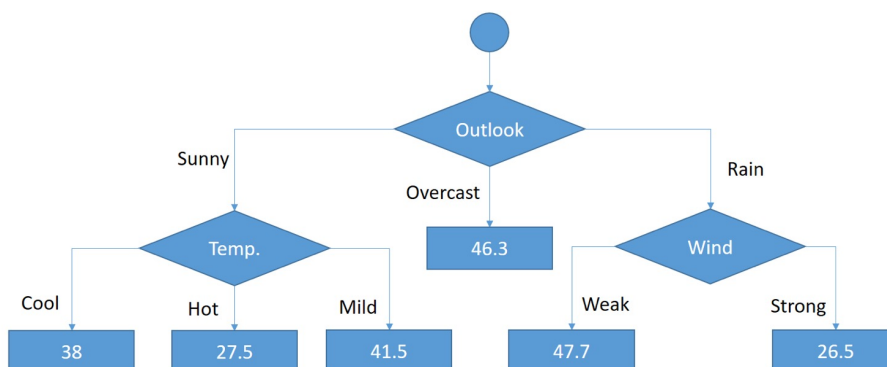 Outlook
Sunny
Overcast
Rain
Temp.
46.3
Wind
Cool
Hot
Mild
Weak
Strong
38
27.5
41.5
47.7
26.5